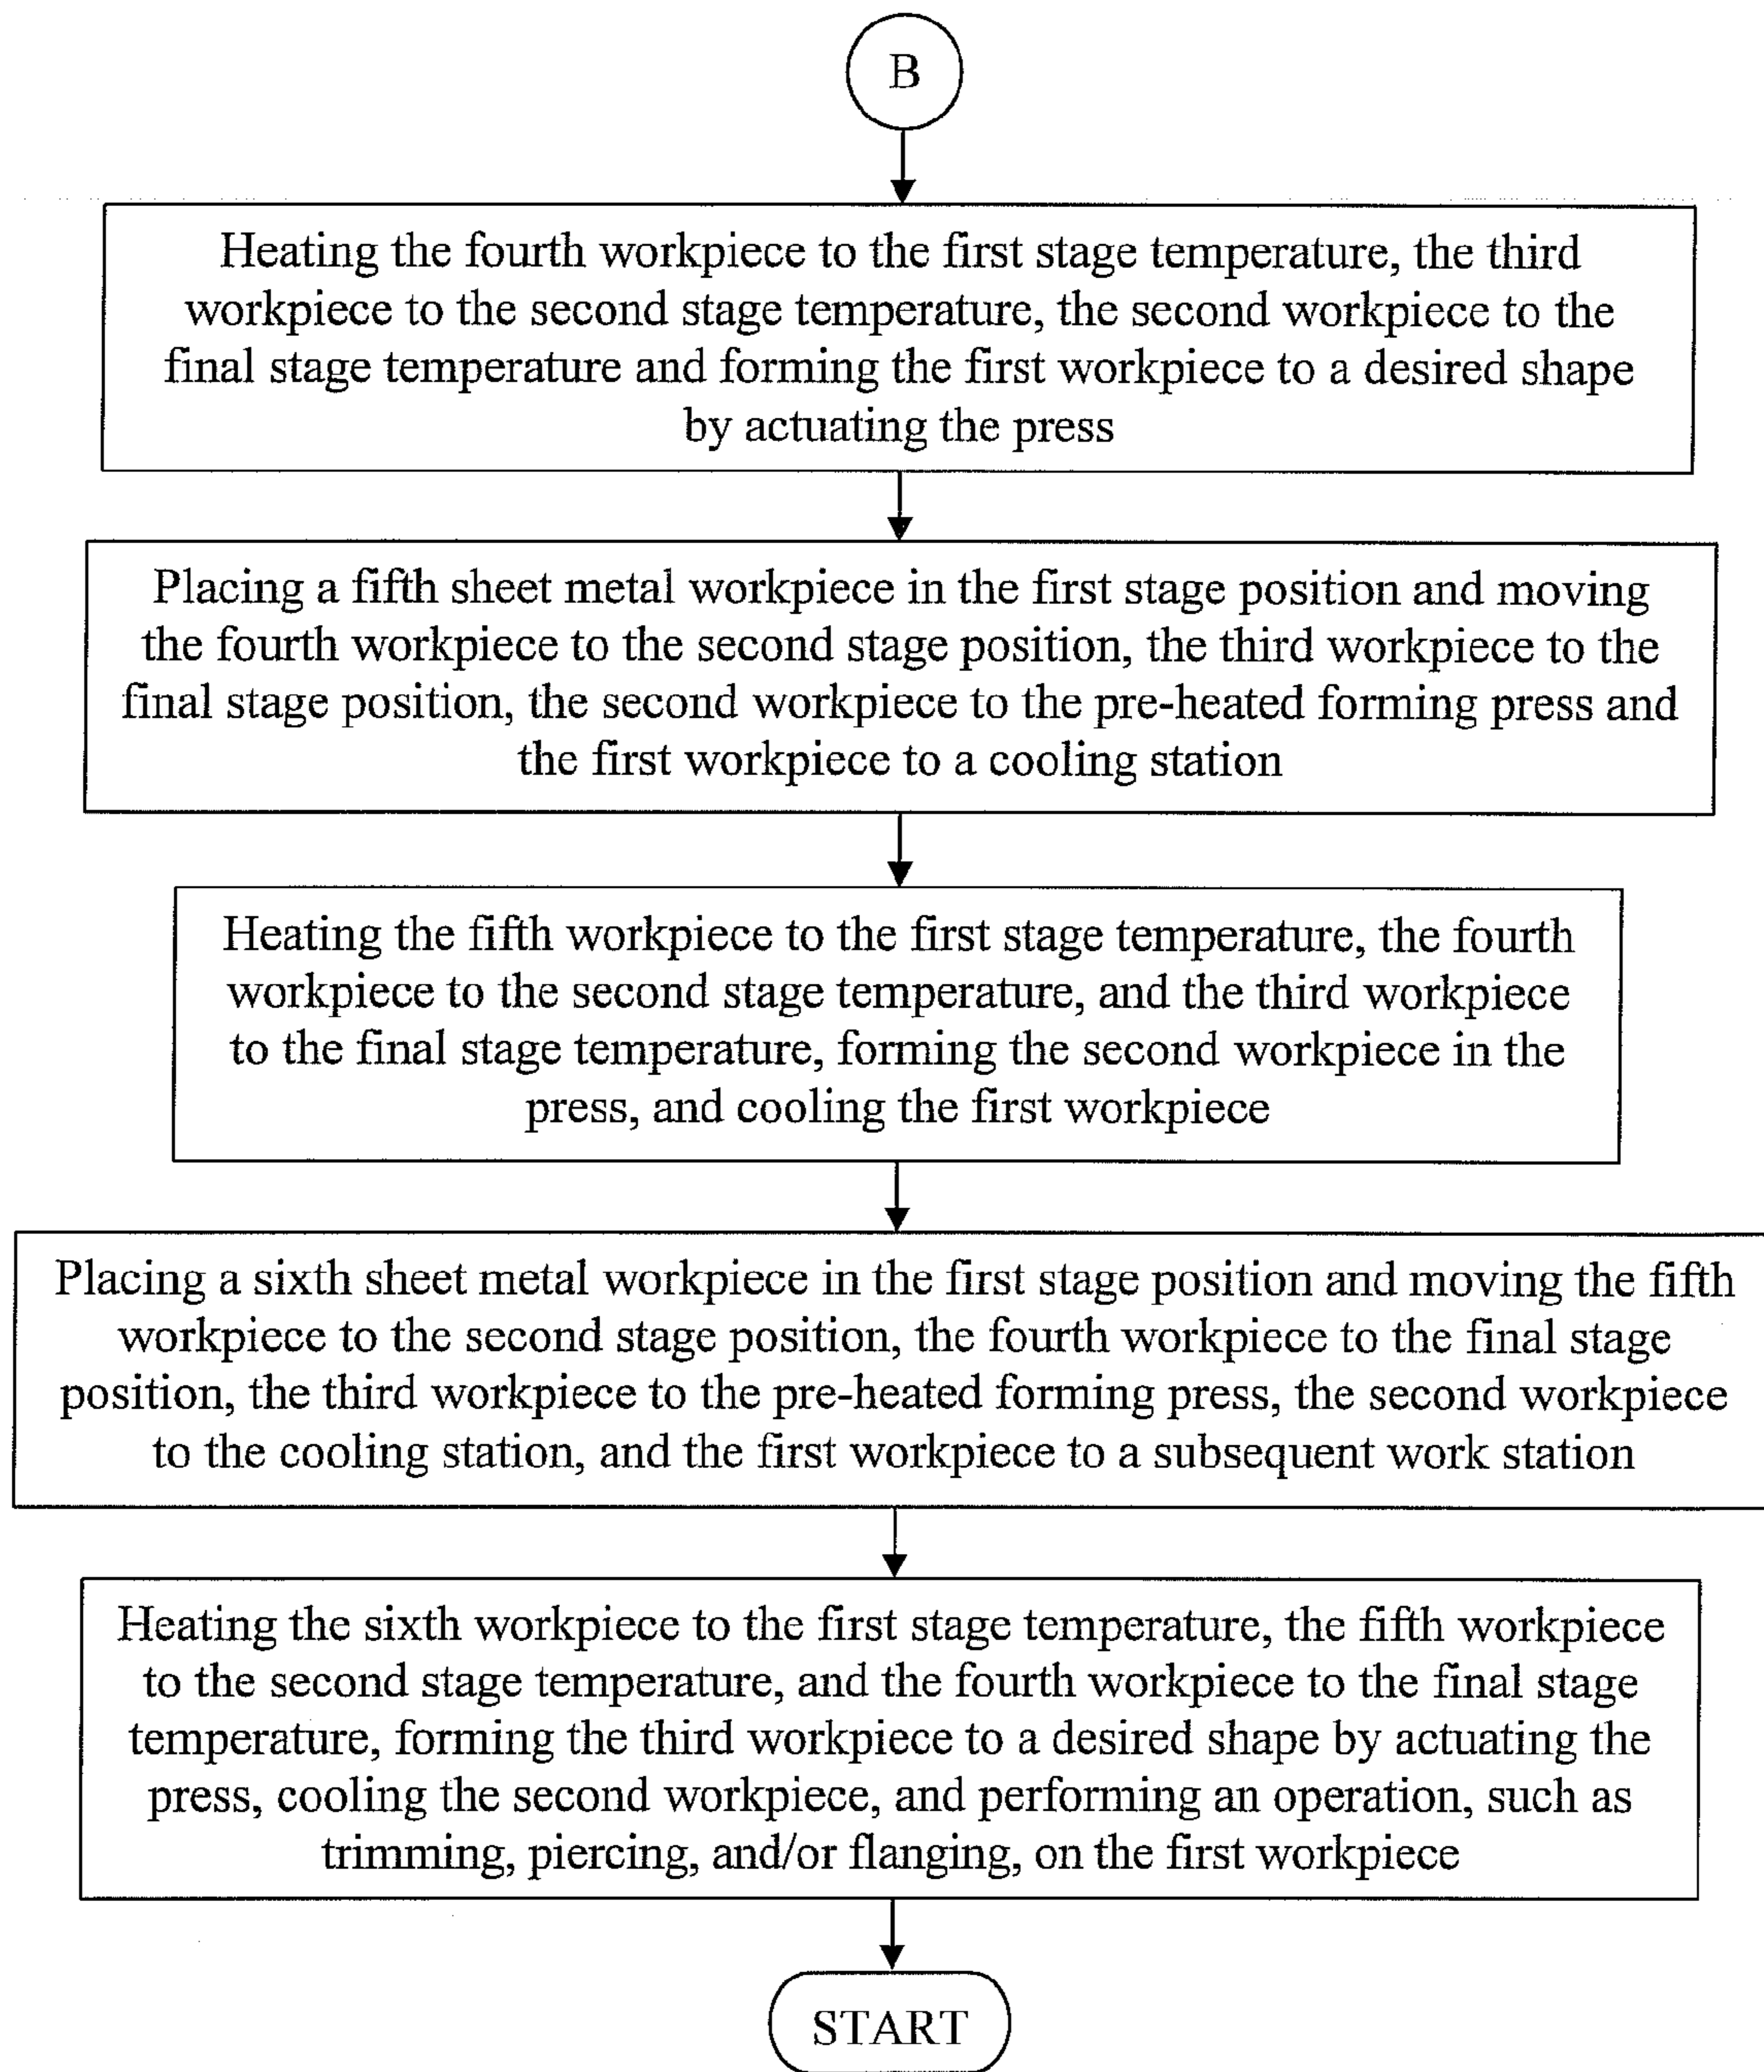 B
Heating the fourth workpiece to the first stage temperature, the third
workpiece to the second stage temperature, the second workpiece to the
final stage temperature and forming the first workpiece to a desired shape
by actuating the press
Placing a fifth sheet metal workpiece in the first stage position and moving
the fourth workpiece to the second stage position, the third workpiece to the
final stage position, the second workpiece to the pre-heated forming press and
the first workpiece to a cooling station
Heating the fifth workpiece to the first stage temperature, the fourth
workpiece to the second stage temperature, and the third workpiece
to the final stage temperature, forming the second workpiece in the
press, and cooling the first workpiece
Placing a sixth sheet metal workpiece in the first stage position and moving the fifth
workpiece to the second stage position, the fourth workpiece to the final stage
position, the third workpiece to the pre-heated forming press, the second workpiece
to the cooling station, and the first workpiece to a subsequent work station
Heating the sixth workpiece to the first stage temperature, the fifth workpiece
to the second stage temperature, and the fourth workpiece to the final stage
temperature, forming the third workpiece to a desired shape by actuating the
press, cooling the second workpiece, and performing an operation, such as
trimming, piercing, and/or flanging, on the first workpiece
START